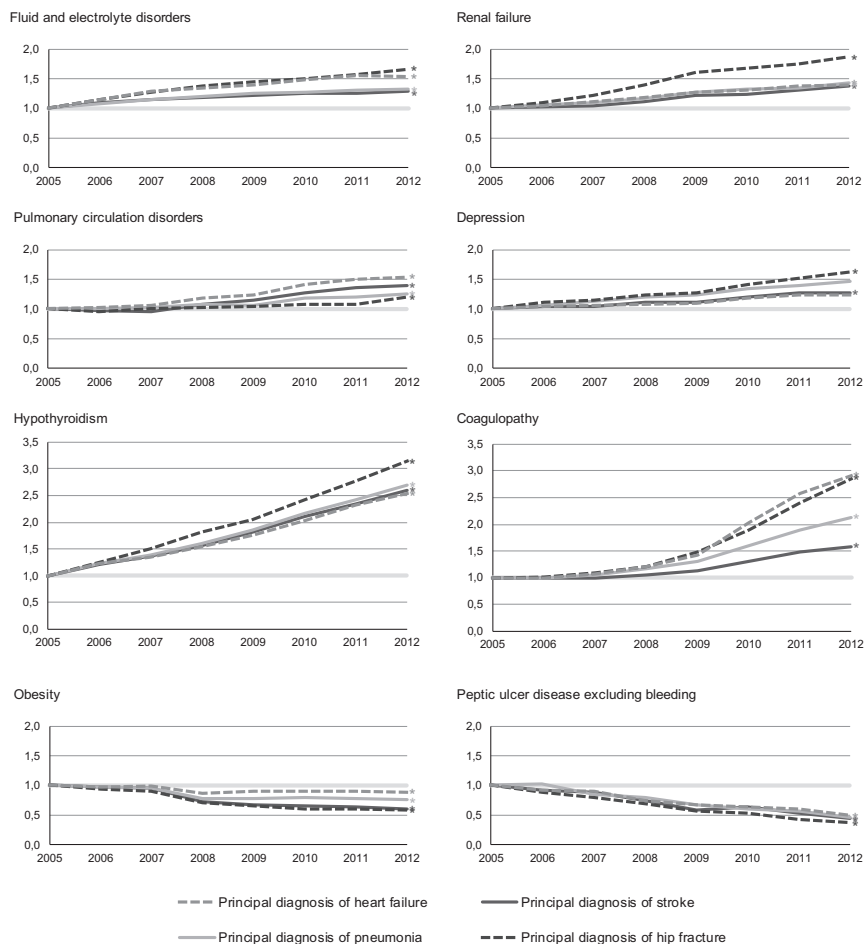 Fluid and electrolyte disorders
2,0
1,5
1,0
0,5
0,0
2005 2006 2007 2008 2009 2010 2011 2012
* * * *
Renal failure
2,0
1,5
1,0
0,5
0,0
2005 2006 2007 2008 2009 2010 2011 2012
* * *
Pulmonary circulation disorders
2,0
1,5
1,0
0,5
0,0
2005 2006 2007 2008 2009 2010 2011 2012
* * * *
Depression
2,0
1,5
1,0
0,5
0,0
2005 2006 2007 2008 2009 2010 2011 2012
* *
Hypothyroidism
3,5
3,0
2,5
2,0
1,5
1,0
0,5
0,0
2005 2006 2007 2008 2009 2010 2011 2012
* * * *
Coagulopathy
3,5
3,0
2,5
2,0
1,5
1,0
0,5
0,0
2005 2006 2007 2008 2009 2010 2011 2012
* * * *
Obesity
2,0
1,5
1,0
0,5
0,0
2005 2006 2007 2008 2009 2010 2011 2012
* * * *
Peptic ulcer disease excluding bleeding
2,0
1,5
1,0
0,5
0,0
2005 2006 2007 2008 2009 2010 2011 2012
* * *
Principal diagnosis of heart failure
Principal diagnosis of stroke
Principal diagnosis of pneumonia
Principal diagnosis of hip fracture